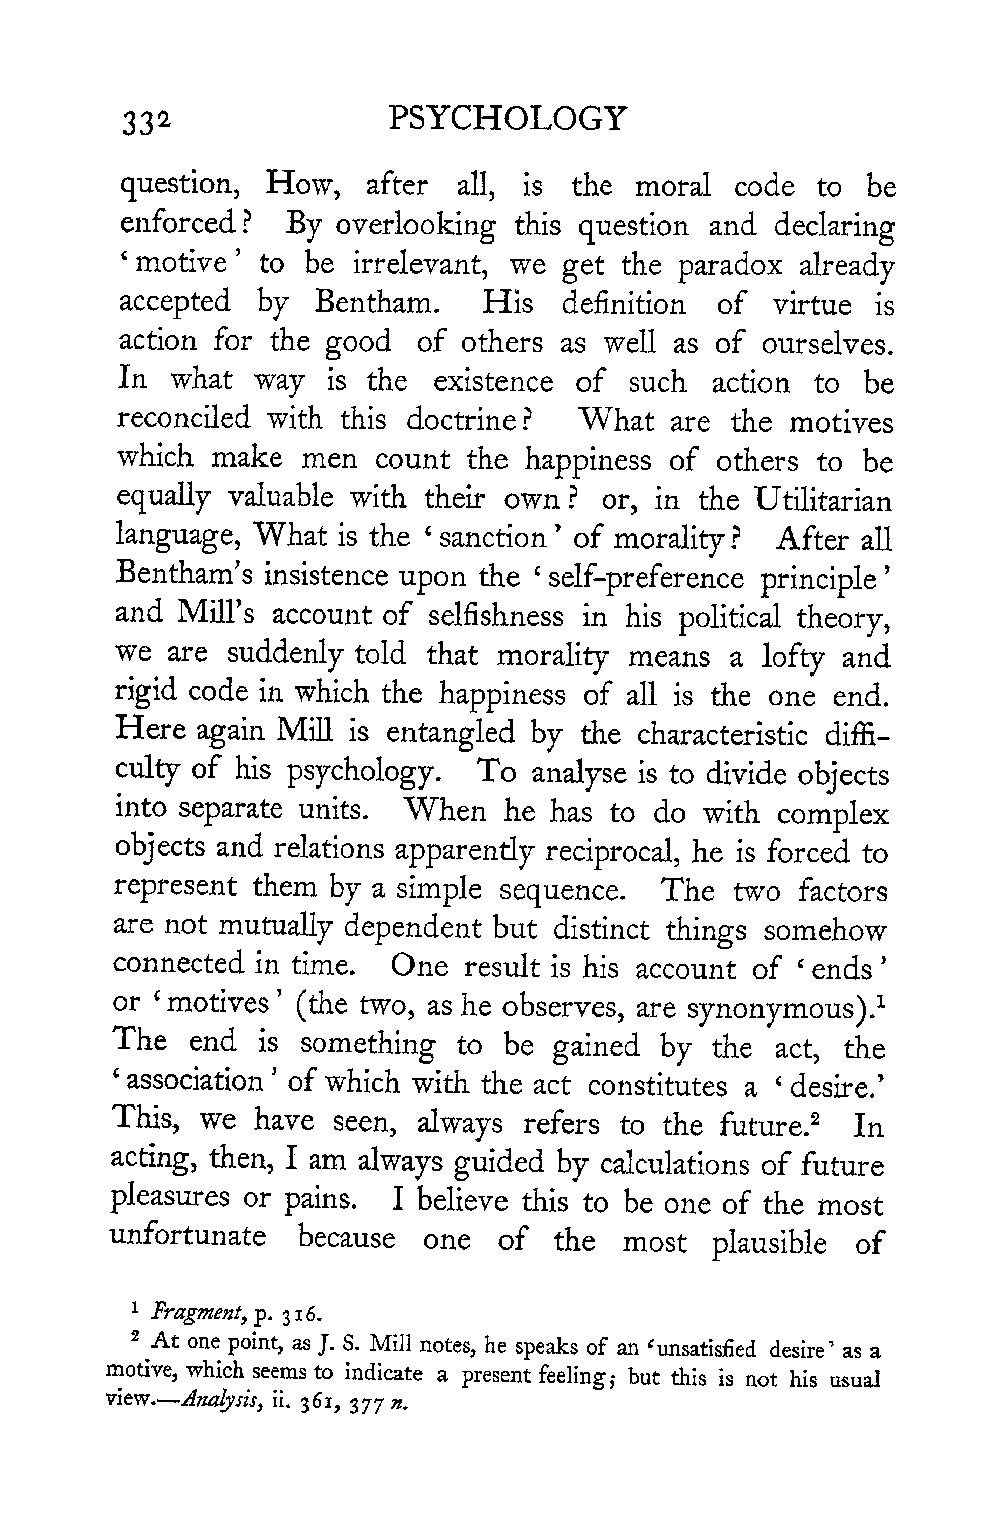 332 PSYCHOLOGY
question, How, after all, is the moral code to be
enforced? By overlooking this question and declaring
‘motive’ to be irrelevant, we get the paradox already
accepted by Bentham. His definition of virtue is
action for the good of others as well as of ourselves.
In what way is the existence of such action to be
reconciled with this doctrine? What are the motives
which make men count the happiness of others to be
equally valuable with their own? or, in the Utilitarian
language, What is the ‘sanction’ of morality? After all
Bentham's insistence upon the ‘self-preference principle’
and Mill's account of selfishness in his political theory,
we are suddenly told that morality means a lofty and
rigid code in which the happiness of all is the one end.
Here again Mill is entangled by the characteristic diffi-
culty of his psychology. To analyse is to divide objects
into separate units. When he has to do with complex
objects and relations apparently reciprocal, he is forced to
represent them by a simple sequence. The two factors
are not mutually dependent but distinct things somehow
connected in time. One result is his account of ‘ends’
or ‘motives’ (the two, as he observes, are synonymous).¹
The end is something to be gained by the act, the
‘association’ of which with the act constitutes a ‘desire.’
This, we have seen, always refers to the future.² In
acting, then, I am always guided by calculations of future
pleasures or pains. I believe this to be one of the most
unfortunate because one of the most plausible of
¹ Fragment, p. 316.
² At one point, as J. S. Mill notes, he speaks of an ‘unsatisfied desire’ as a
motive, which seems to indicate a present feeling; but this is not his usual
view.—Analysis, ii. 361, 377 n.